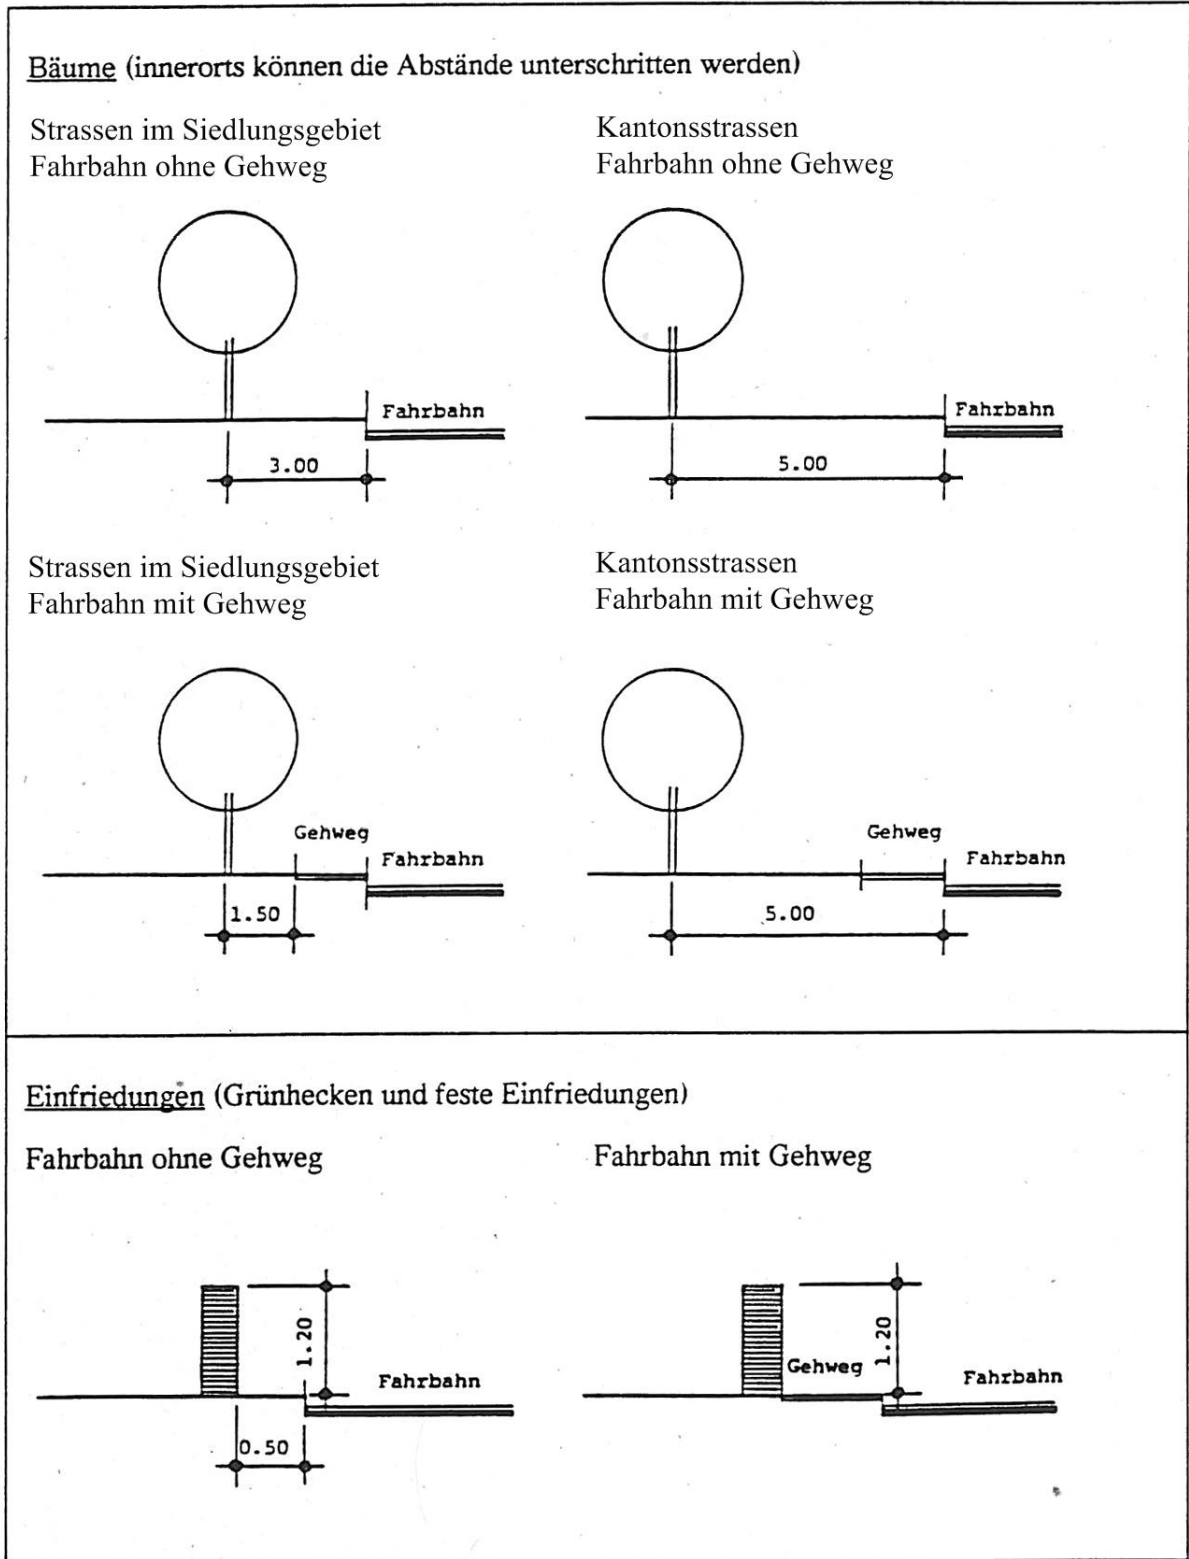 Bäume (innerorts können die Abstände unterschritten werden)
Strassen im Siedlungsgebiet
Fahrbahn ohne Gehweg
Kantonsstrassen
Fahrbahn ohne Gehweg
Fahrbahn
3.00
Fahrbahn
5.00
Strassen im Siedlungsgebiet
Fahrbahn mit Gehweg
Kantonsstrassen
Fahrbahn mit Gehweg
Gehweg
Fahrbahn
1.50
Gehweg
Fahrbahn
5.00
Einfriedungen (Grünhecken und feste Einfriedungen)
Fahrbahn ohne Gehweg
Fahrbahn mit Gehweg
1.20
Fahrbahn
0.50
Gehweg
1.20
Fahrbahn